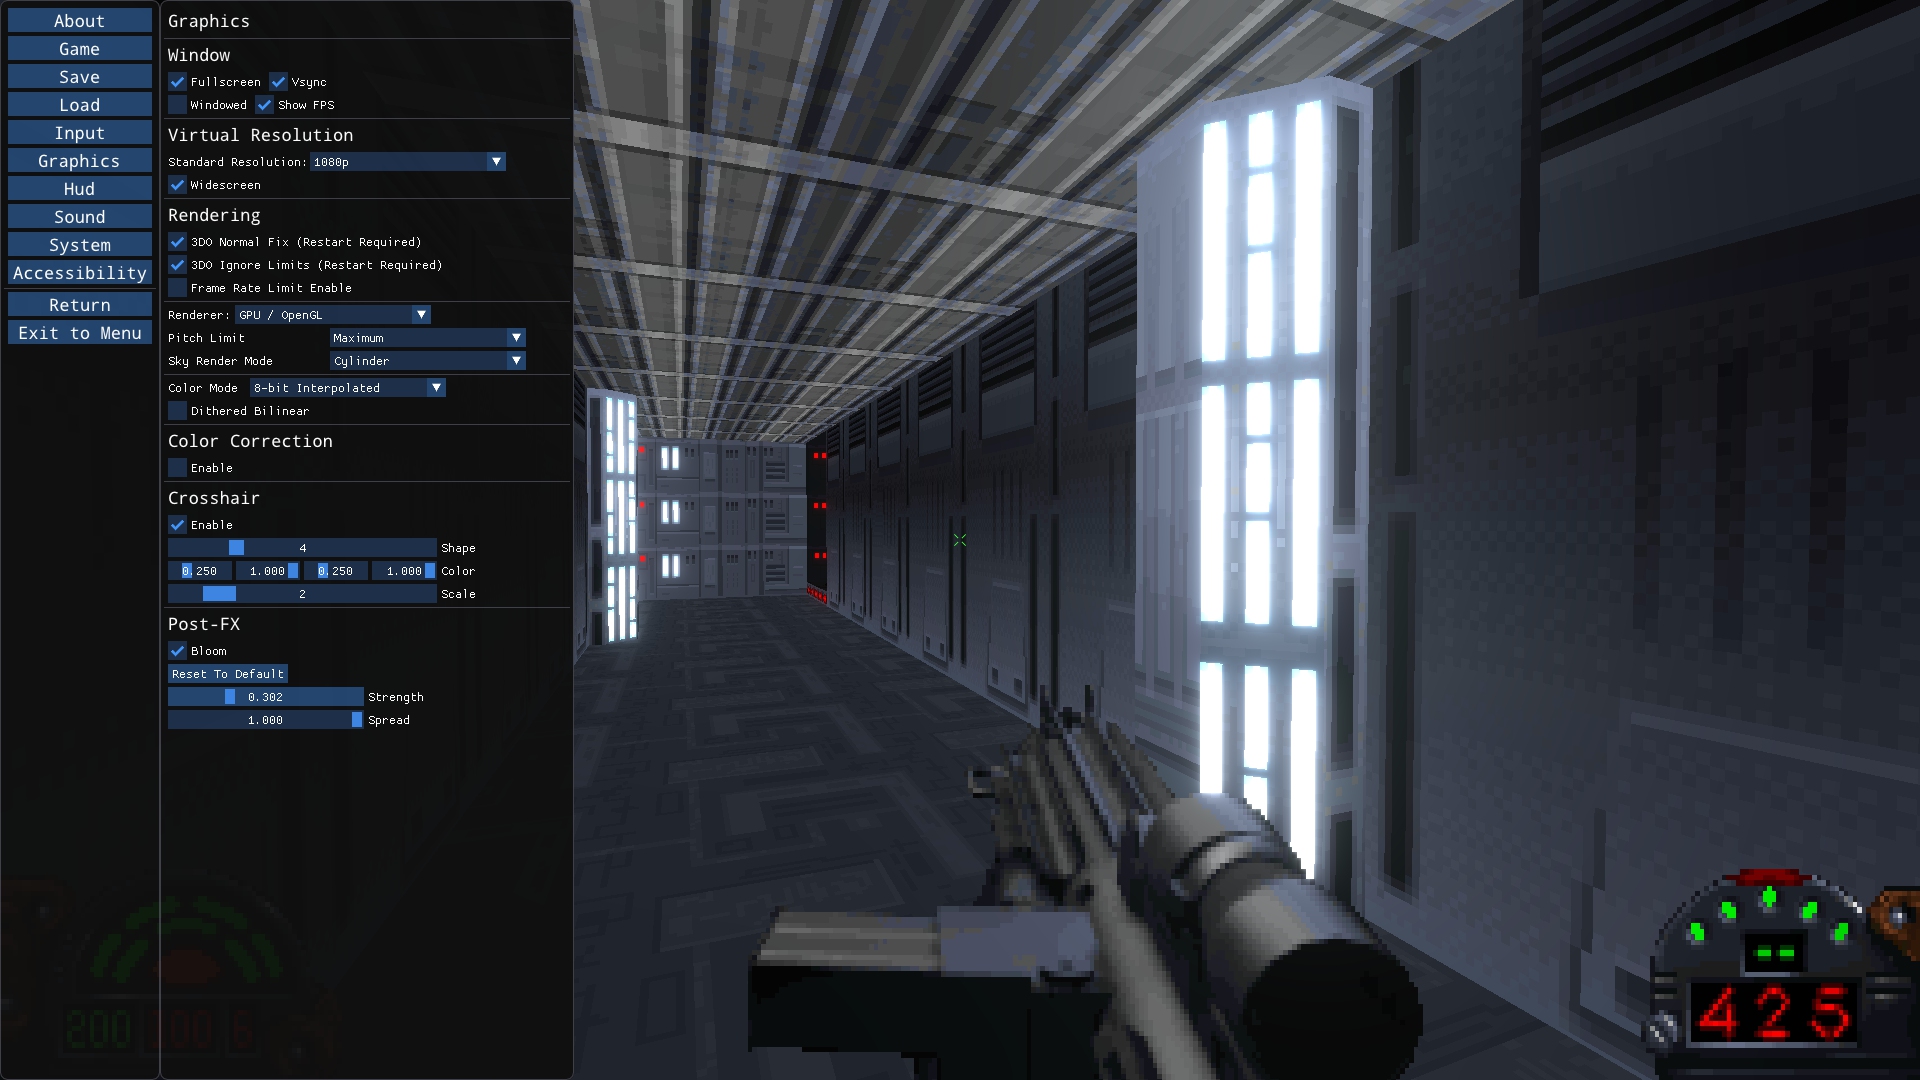 About
Game
Save
Load
Input
Graphics
Hud
Sound
System
Accessibility
Return
Exit to Menu
Graphics
Window
Fullscreen Vsync
Windowed Show FPS
Virtual Resolution
Standard Resolution: 1080p
Widescreen
Rendering
3DO Normal Fix (Restart Required)
3DO Ignore Limits (Restart Required)
Frame Rate Limit Enable
Renderer: GPU / OpenGL
Pitch Limit Maximum
Sky Render Mode Cylinder
Color Mode 8-bit Interpolated
Dithered Bilinear
Color Correction
Enable
Crosshair
Enable
4 Shape
0.250 1.000 0.250 1.000 Color
2 Scale
Post-FX
Bloom
Reset To Default
0.302 Strength
1.000 Spread
200 100 6
425